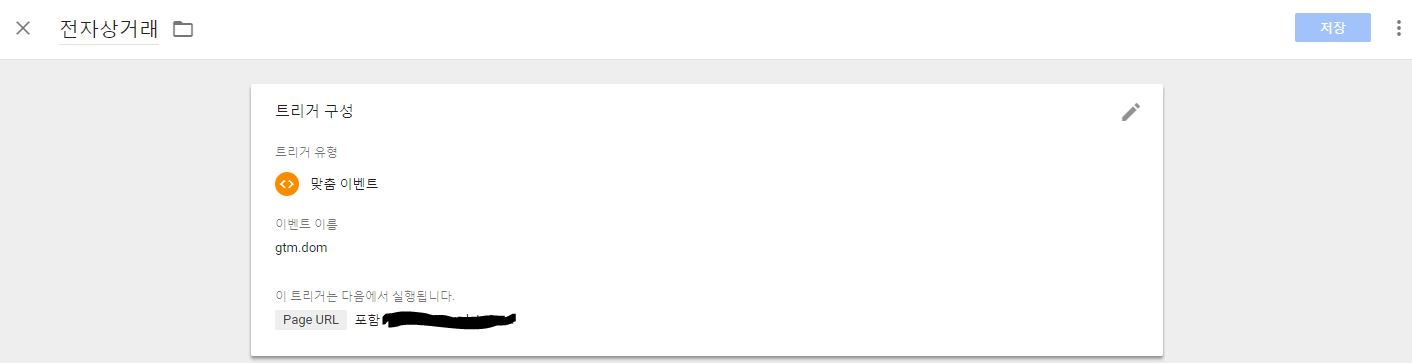 전자상거래
저장
트리거 구성
트리거 유형
맞춤 이벤트
이벤트 이름
gtm.dom
이 트리거는 다음에서 실행됩니다.
Page URL 포함